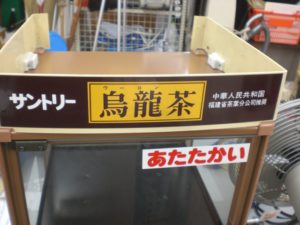 サントリー
ウーロン
烏龍茶
中華人民共和国
福建省茶葉分公司推奨
あたたかい